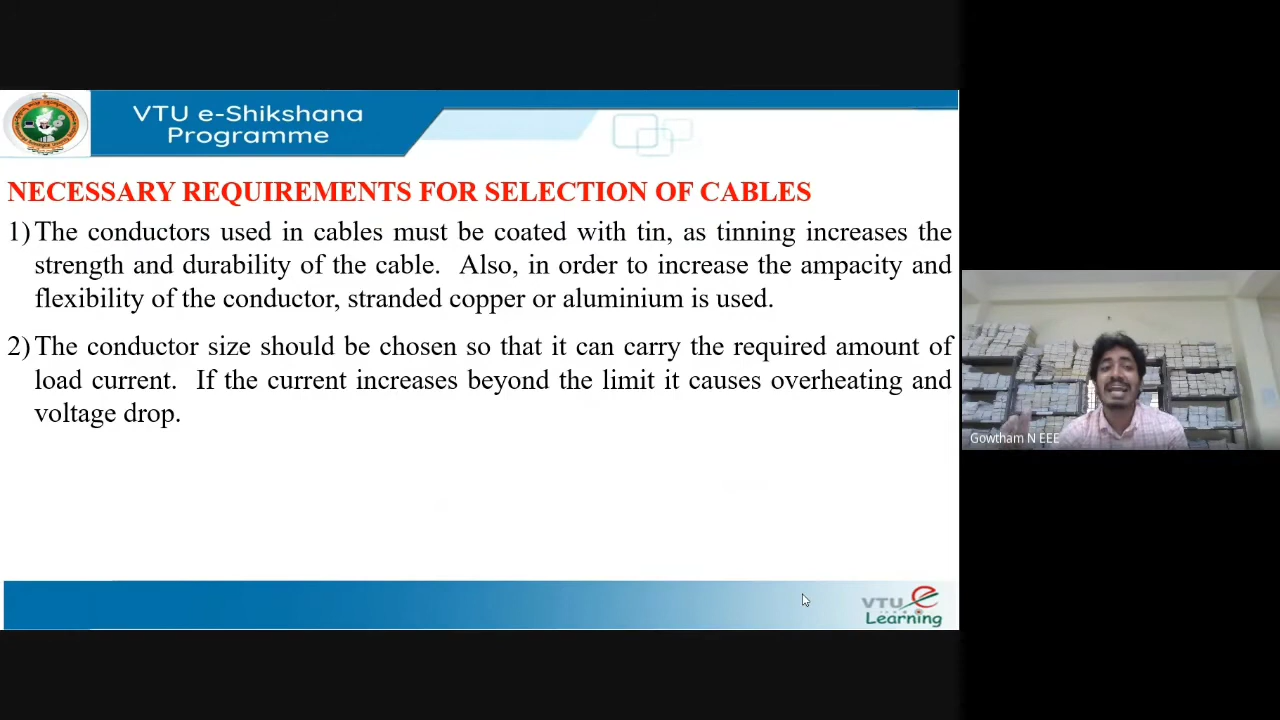 VTU e-Shikshana
Programme
NECESSARY REQUIREMENTS FOR SELECTION OF CABLES
1) The conductors used in cables must be coated with tin, as tinning increases the
strength and durability of the cable. Also, in order to increase the ampacity and
flexibility of the conductor, stranded copper or aluminium is used.
2) The conductor size should be chosen so that it can carry the required amount of
load current. If the current increases beyond the limit it causes overheating and
voltage drop.
Gowtham N EEE
VTU e
Learning